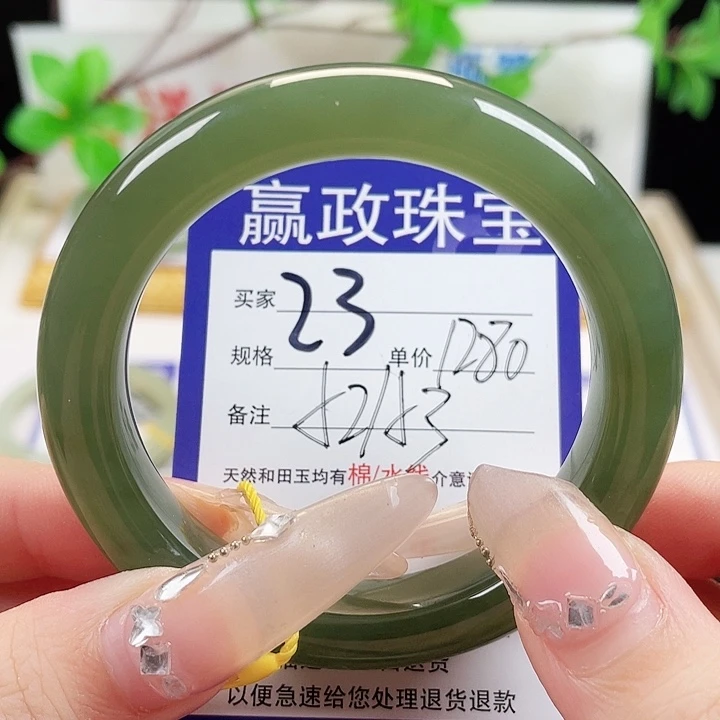 赢政珠宝
买家 23
规格 单价 1280
备注 52/53
天然和田玉均有棉/水线介意
以便急速给您处理退货退款